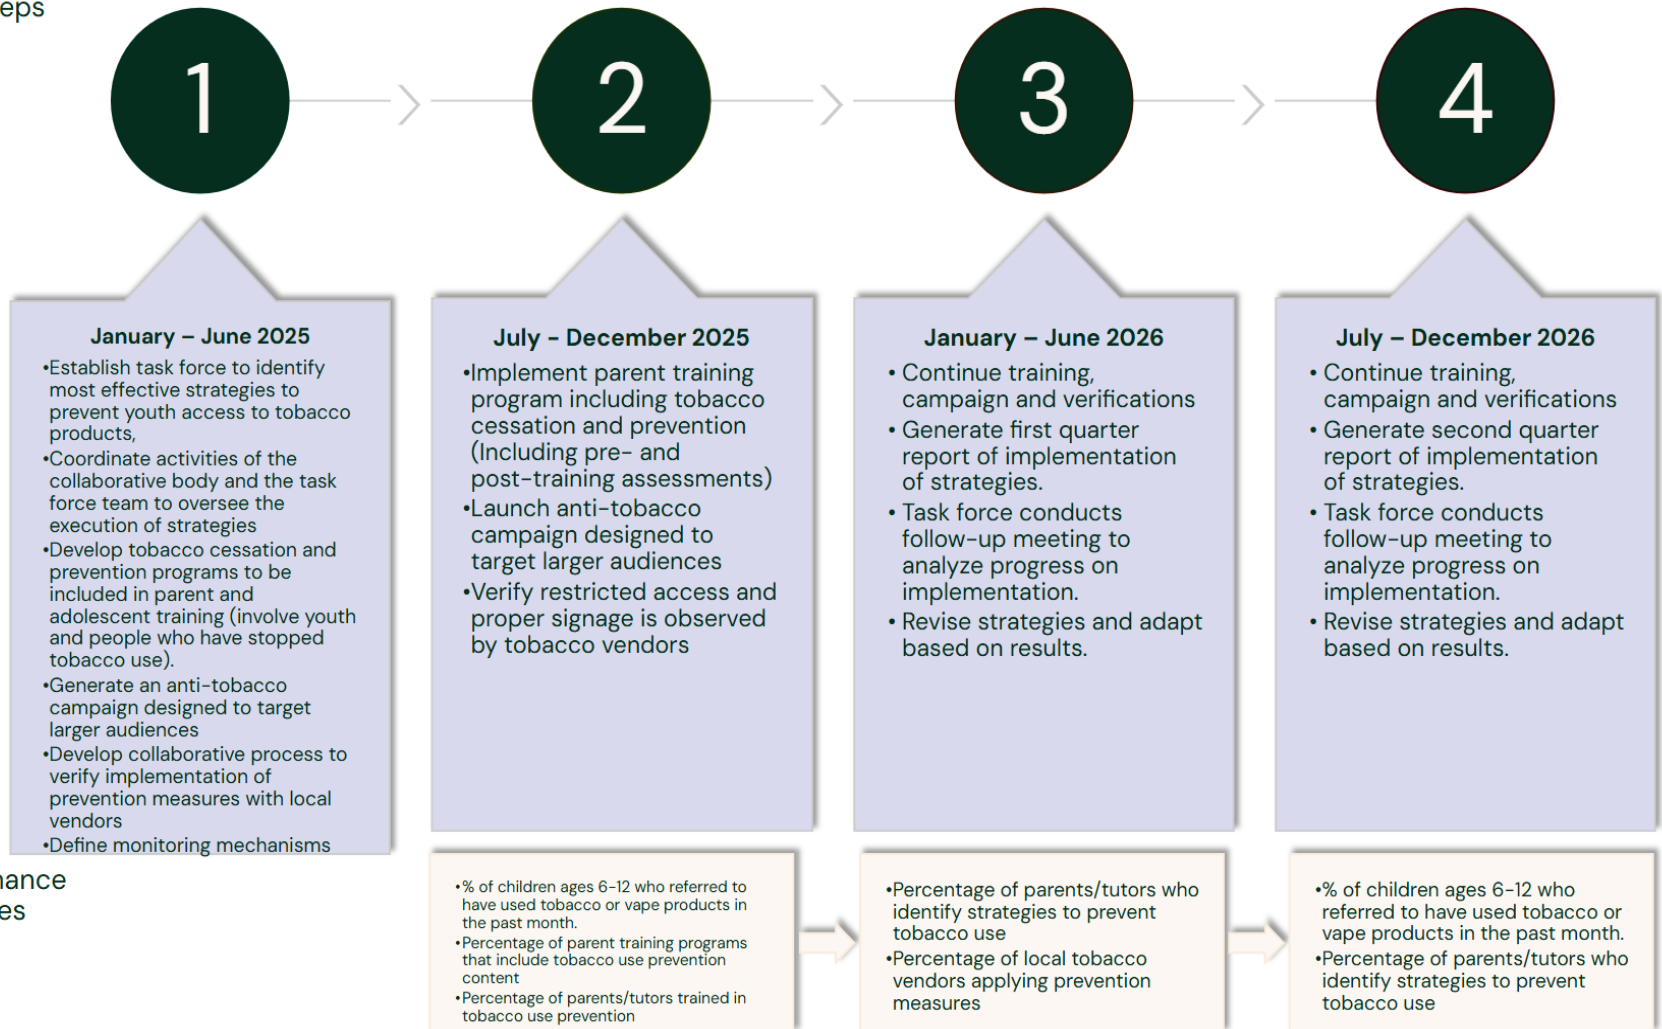 eps
1
2
3
4
January – June 2025
•Establish task force to identify
most effective strategies to
prevent youth access to tobacco
products,
•Coordinate activities of the
collaborative body and the task
force team to oversee the
execution of strategies
•Develop tobacco cessation and
prevention programs to be
included in parent and
adolescent training (involve youth
and people who have stopped
tobacco use).
•Generate an anti-tobacco
campaign designed to target
larger audiences
•Develop collaborative process to
verify implementation of
prevention measures with local
vendors
•Define monitoring mechanisms
July - December 2025
•Implement parent training
program including tobacco
cessation and prevention
(Including pre- and
post-training assessments)
•Launch anti-tobacco
campaign designed to
target larger audiences
•Verify restricted access and
proper signage is observed
by tobacco vendors
January – June 2026
• Continue training,
campaign and verifications
• Generate first quarter
report of implementation
of strategies.
• Task force conducts
follow-up meeting to
analyze progress on
implementation.
• Revise strategies and adapt
based on results.
July – December 2026
• Continue training,
campaign and verifications
• Generate second quarter
report of implementation
of strategies.
• Task force conducts
follow-up meeting to
analyze progress on
implementation.
• Revise strategies and adapt
based on results.
nance
es
•% of children ages 6-12 who referred to
have used tobacco or vape products in
the past month.
•Percentage of parent training programs
that include tobacco use prevention
content
•Percentage of parents/tutors trained in
tobacco use prevention
•Percentage of parents/tutors who
identify strategies to prevent
tobacco use
•Percentage of local tobacco
vendors applying prevention
measures
•% of children ages 6-12 who
referred to have used tobacco or
vape products in the past month.
•Percentage of parents/tutors who
identify strategies to prevent
tobacco use